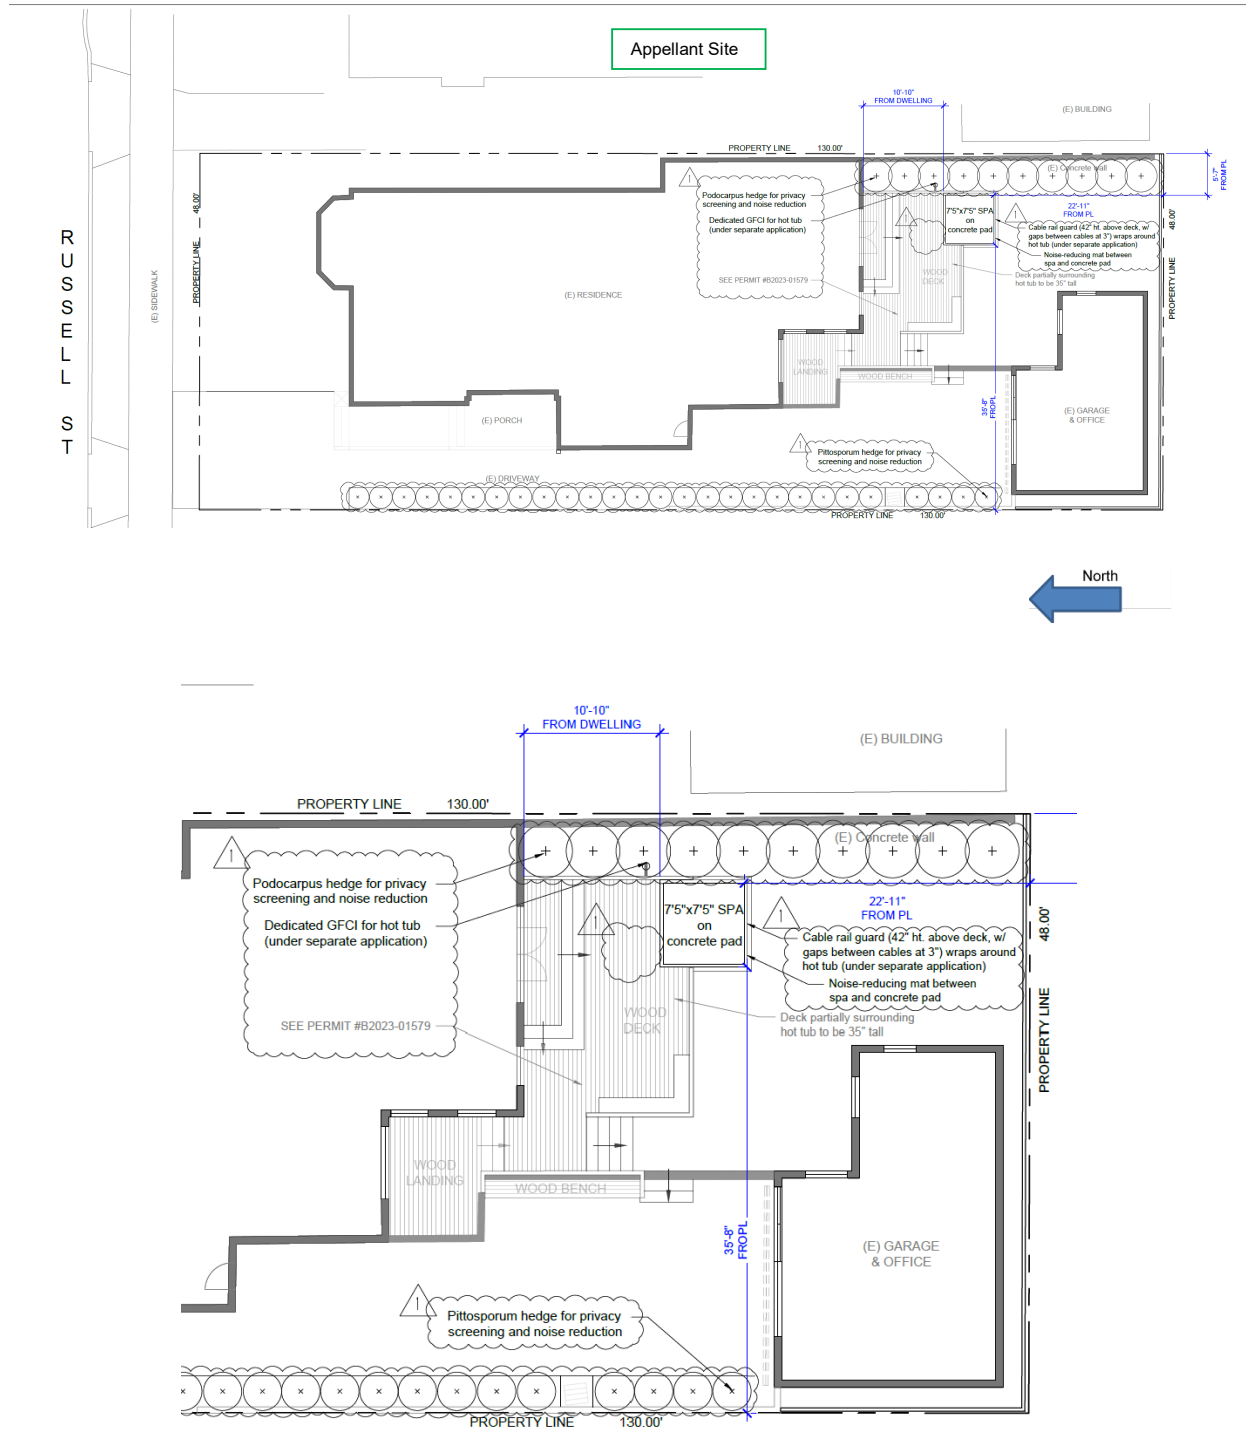 Appellant Site
10'-10"
FROM DWELLING
(E) BUILDING
PROPERTY LINE 130.00'
(E) Concrete wall
5'-7"
FROM PL
1
Podocarpus hedge for privacy
screening and noise reduction
Dedicated GFCI for hot tub
(under separate application)
SEE PERMIT #B2023-01579
1
7'5"x7'5" SPA
on
concrete pad
1
22'-11"
FROM PL
Cable rail guard (42" ht. above deck, w/
gaps between cables at 3") wraps around
hot tub (under separate application)
Noise-reducing mat between
spa and concrete pad
Deck partially surrounding
hot tub to be 35" tall
48.00'
PROPERTY LINE
48.00'
PROPERTY LINE
RUSSELL ST
(E) SIDEWALK
(E) RESIDENCE
WOOD
DECK
WOOD
LANDING
WOOD BENCH
35'-8"
FROPL
(E) GARAGE
& OFFICE
(E) PORCH
1
Pittosporum hedge for privacy
screening and noise reduction
(E) DRIVEWAY
PROPERTY LINE 130.00'
North
10'-10"
FROM DWELLING
(E) BUILDING
PROPERTY LINE 130.00'
(E) Concrete wall
1
Podocarpus hedge for privacy
screening and noise reduction
Dedicated GFCI for hot tub
(under separate application)
SEE PERMIT #B2023-01579
1
7'5"x7'5" SPA
on
concrete pad
1
22'-11"
FROM PL
Cable rail guard (42" ht. above deck, w/
gaps between cables at 3") wraps around
hot tub (under separate application)
Noise-reducing mat between
spa and concrete pad
Deck partially surrounding
hot tub to be 35" tall
48.00'
PROPERTY LINE
WOOD
DECK
WOOD
LANDING
WOOD BENCH
35'-8"
FROPL
(E) GARAGE
& OFFICE
1
Pittosporum hedge for privacy
screening and noise reduction
PROPERTY LINE 130.00'